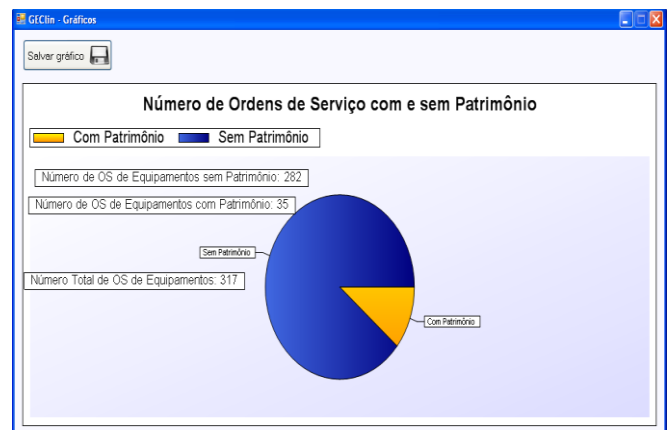 GEClin - Gráficos
Salvar gráfico
Número de Ordens de Serviço com e sem Patrimônio
Com Patrimônio Sem Patrimônio
Número de OS de Equipamentos sem Patrimônio: 282
Número de OS de Equipamentos com Patrimônio: 35
Sem Patrimônio
Número Total de OS de Equipamentos: 317
Com Patrimônio